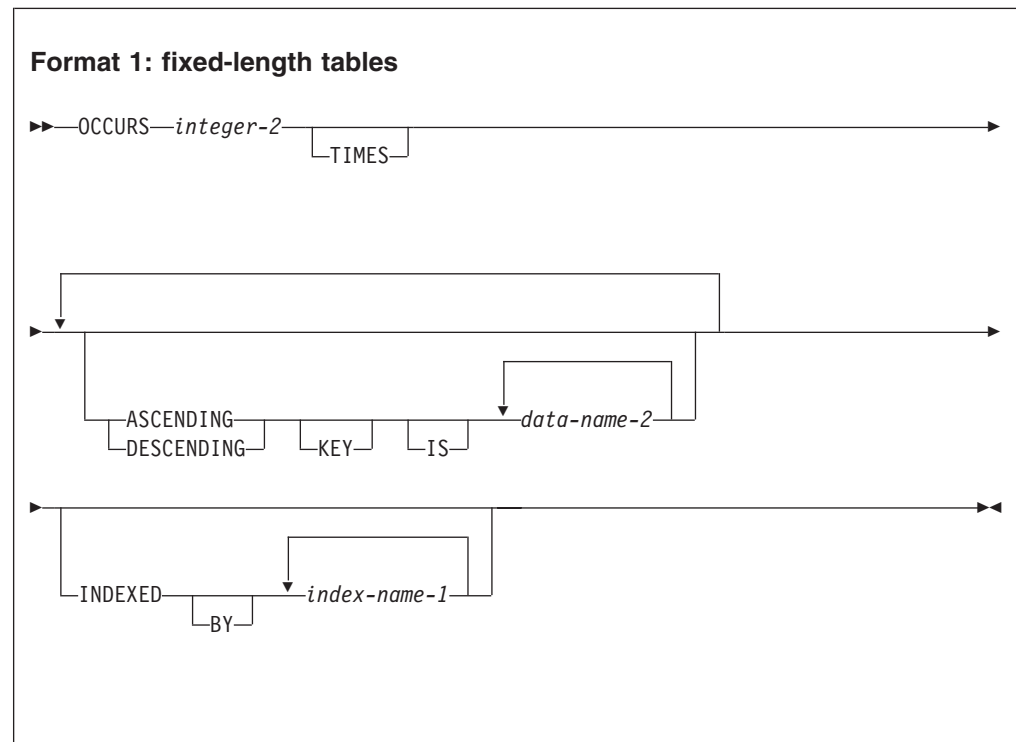 Format 1: fixed-length tables
OCCURS integer-2
TIMES
ASCENDING data-name-2
DESCENDING KEY IS
INDEXED index-name-1
BY